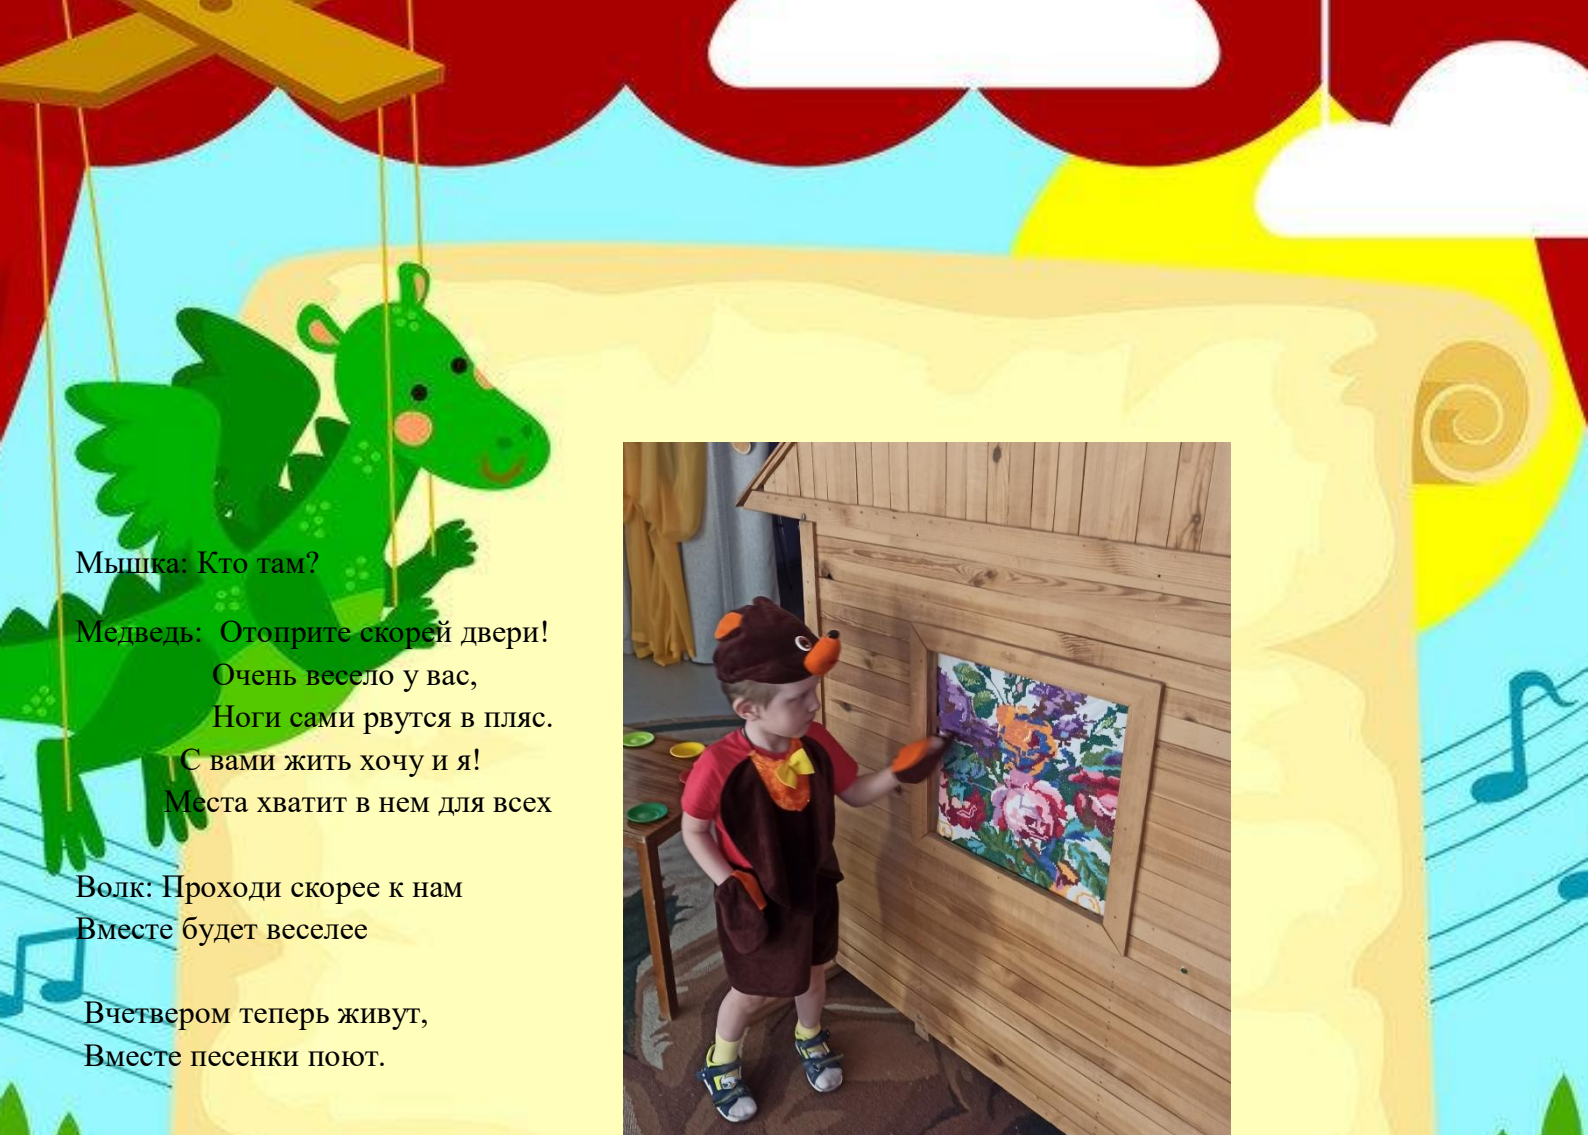 Мышка: Кто там?
Медведь: Отоприте скорей двери!
Очень весело у вас,
Ноги сами рвутся в пляс.
С вами жить хочу и я!
Места хватит в нем для всех
Волк: Проходи скорее к нам
Вместе будет веселее
Вчетвером теперь живут,
Вместе песенки поют.